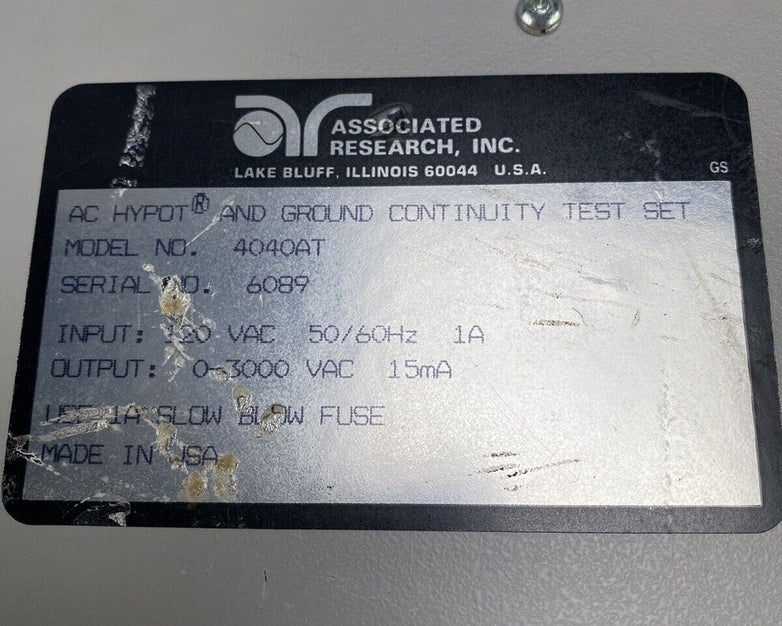 ar ASSOCIATED
RESEARCH, INC.
LAKE BLUFF, ILLINOIS 60044 U.S.A.
GS
AC HYPOT® AND GROUND CONTINUITY TEST SET
MODEL NO. 4040AT
SERIAL NO. 6089
INPUT: 120 VAC 50/60Hz 1A
OUTPUT: 0-3000 VAC 15mA
USE 1A SLOW BLOW FUSE
MADE IN USA